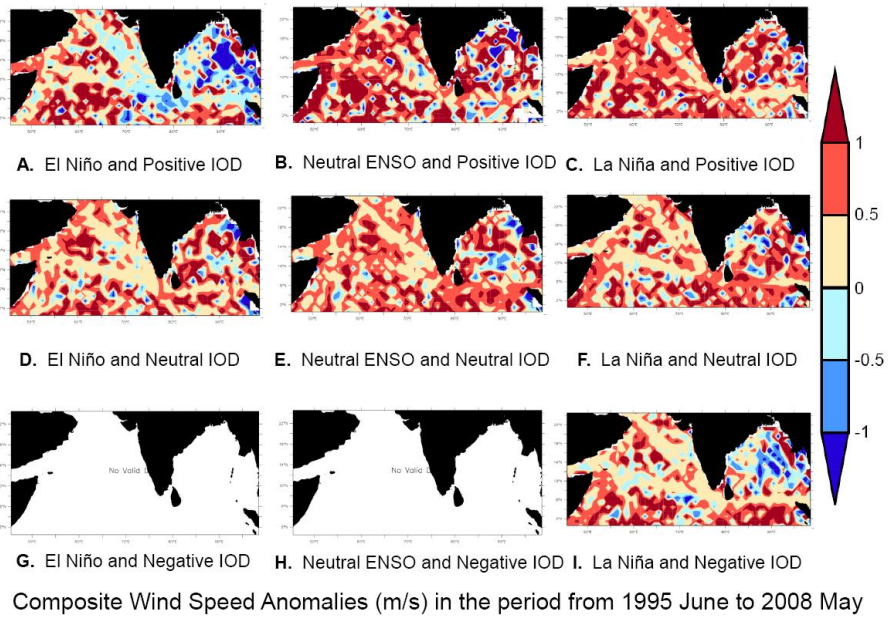 A. El Niño and Positive IOD
B. Neutral ENSO and Positive IOD
C. La Niña and Positive IOD
1
0.5
0
-0.5
-1
D. El Niño and Neutral IOD
E. Neutral ENSO and Neutral IOD
F. La Niña and Neutral IOD
No Valid
No Valid
G. El Niño and Negative IOD
H. Neutral ENSO and Negative IOD
I. La Niña and Negative IOD
Composite Wind Speed Anomalies (m/s) in the period from 1995 June to 2008 May